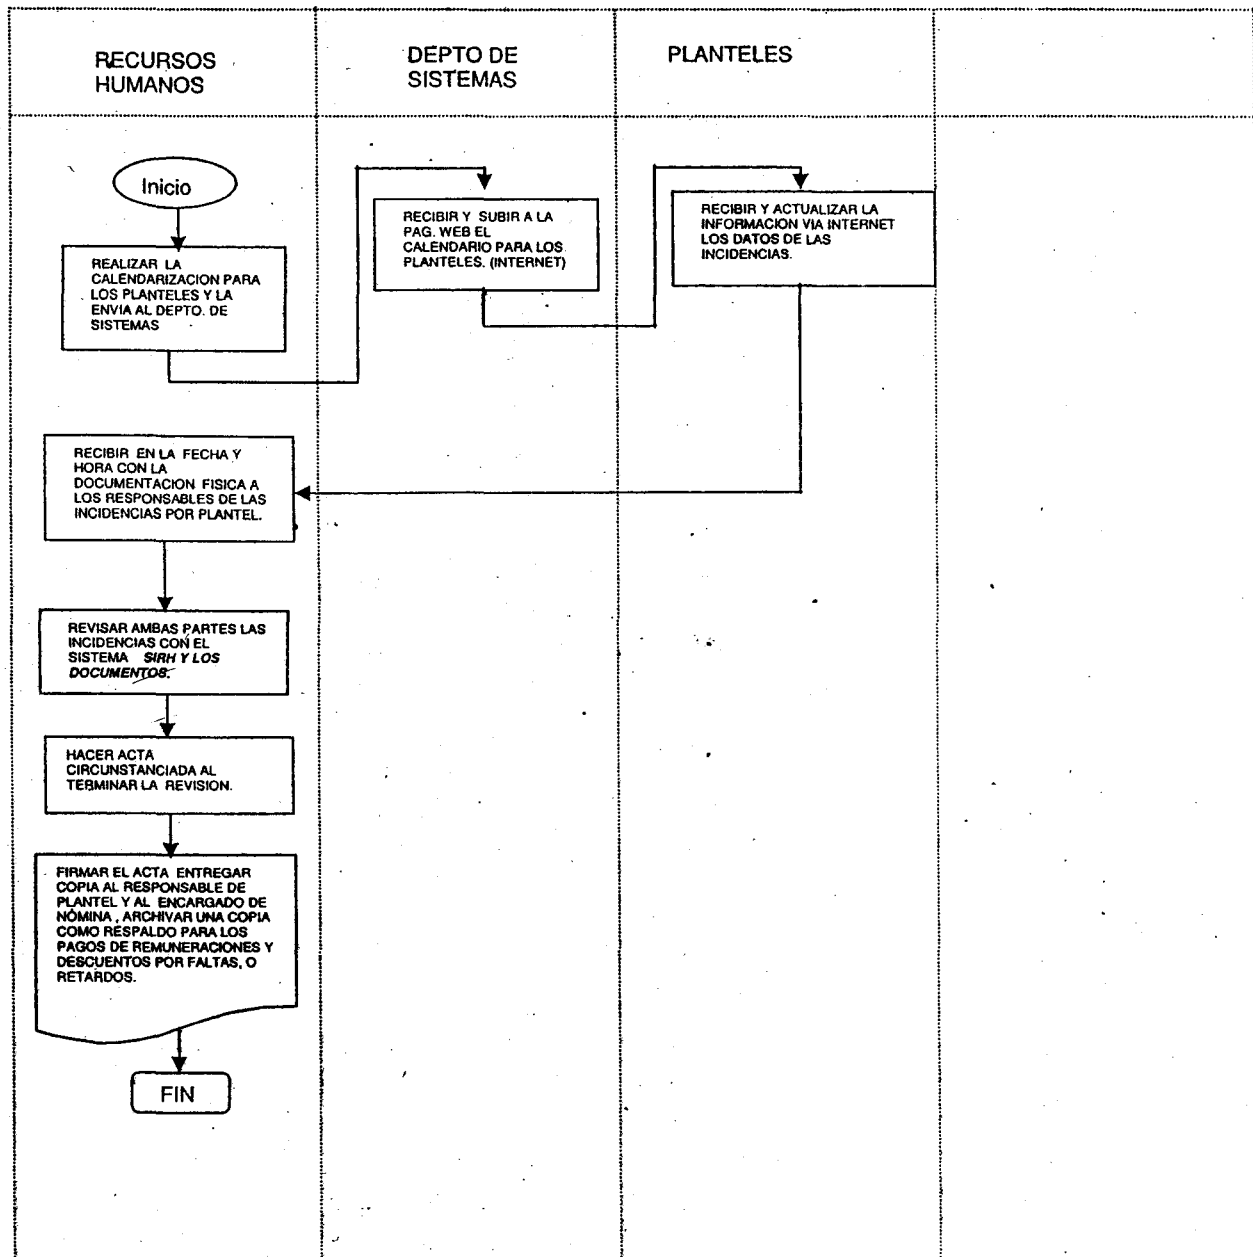 RECURSOS
HUMANOS
DEPTO DE
SISTEMAS
PLANTELES
Inicio
REALIZAR LA
CALENDARIZACION PARA
LOS PLANTELES Y LA
ENVIA AL DEPTO. DE
SISTEMAS
RECIBIR Y SUBIR A LA
PAG. WEB EL
CALENDARIO PARA LOS
PLANTELES. (INTERNET)
RECIBIR Y ACTUALIZAR LA
INFORMACION VIA INTERNET
LOS DATOS DE LAS
INCIDENCIAS.
RECIBIR EN LA FECHA Y
HORA CON LA
DOCUMENTACION FISICA A
LOS RESPONSABLES DE LAS
INCIDENCIAS POR PLANTEL.
REVISAR AMBAS PARTES LAS
INCIDENCIAS CON EL
SISTEMA SIRH Y LOS
DOCUMENTOS.
HACER ACTA
CIRCUNSTANCIADA AL
TERMINAR LA REVISION.
FIRMAR EL ACTA ENTREGAR
COPIA AL RESPONSABLE DE
PLANTEL Y AL ENCARGADO DE
NÓMINA , ARCHIVAR UNA COPIA
COMO RESPALDO PARA LOS
PAGOS DE REMUNERACIONES Y
DESCUENTOS POR FALTAS, O
RETARDOS.
FIN